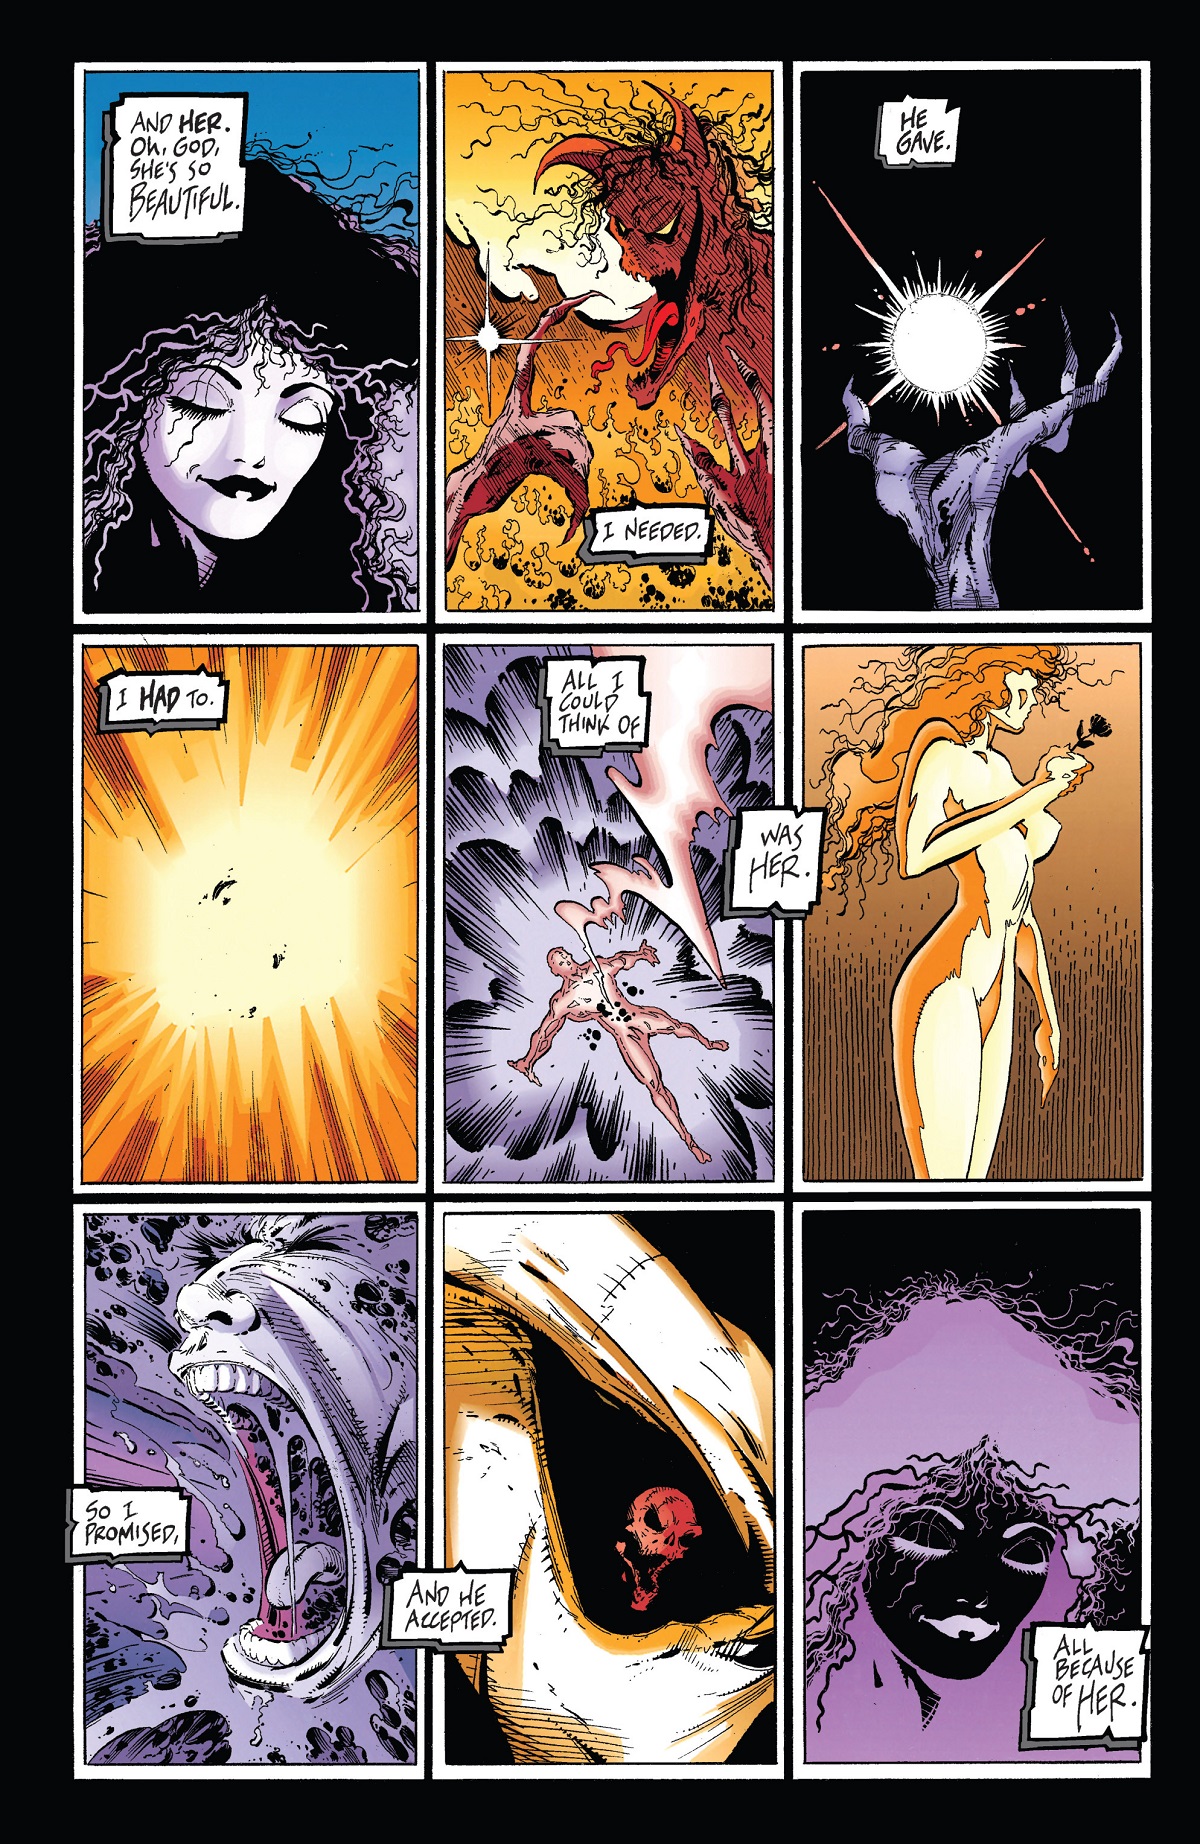 AND HER.
OH, GOD,
SHE'S SO
BEAUTIFUL.
I NEEDED.
HE
GAVE.
I HAD TO.
ALL I
COULD
THINK OF
WAS
HER.
SO I
PROMISED,
AND HE
ACCEPTED.
ALL
BECAUSE
OF HER.